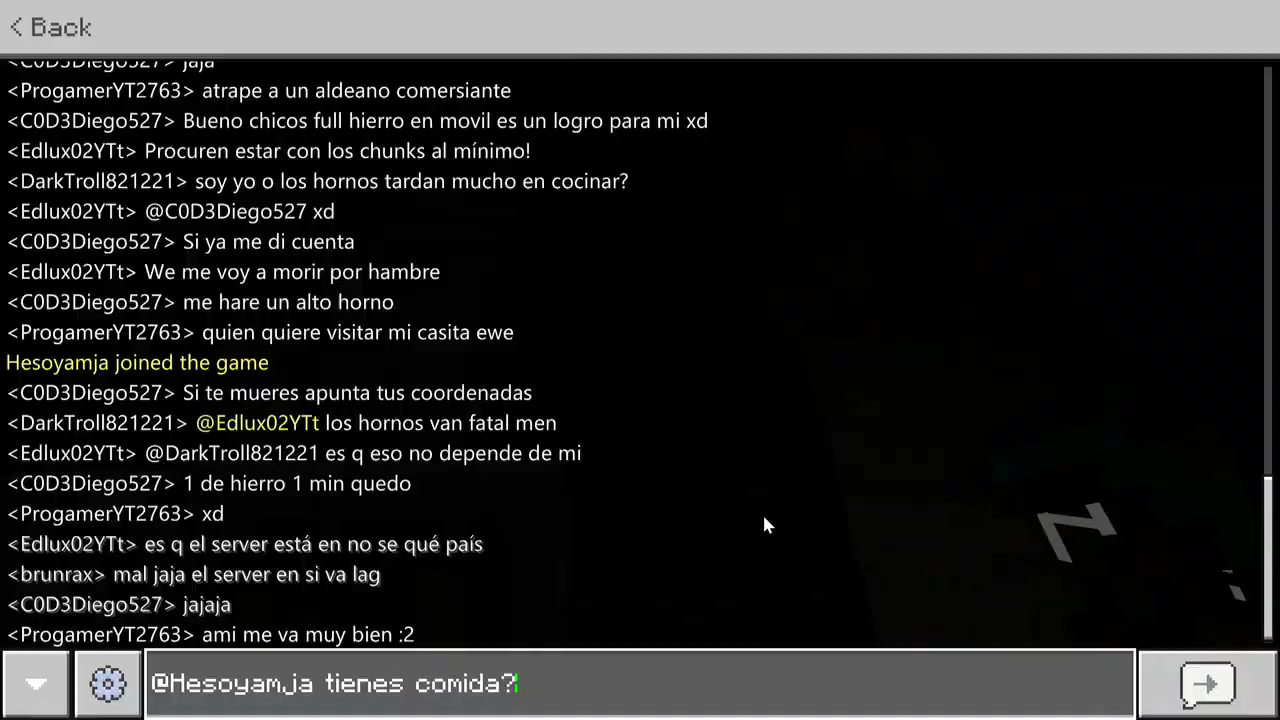 < Back
<C0D3Diego527> jaja
<ProgamerYT2763> atrape a un aldeano comersiante
<C0D3Diego527> Bueno chicos full hierro en movil es un logro para mi xd
<Edlux02YTt> Procuren estar con los chunks al mínimo!
<DarkTroll821221> soy yo o los hornos tardan mucho en cocinar?
<Edlux02YTt> @C0D3Diego527 xd
<C0D3Diego527> Si ya me di cuenta
<Edlux02YTt> We me voy a morir por hambre
<C0D3Diego527> me hare un alto horno
<ProgamerYT2763> quien quiere visitar mi casita ewe
Hesoyamja joined the game
<C0D3Diego527> Si te mueres apunta tus coordenadas
<DarkTroll821221> @Edlux02YTt los hornos van fatal men
<Edlux02YTt> @DarkTroll821221 es q eso no depende de mi
<C0D3Diego527> 1 de hierro 1 min quedo
<ProgamerYT2763> xd
<Edlux02YTt> es q el server está en no se qué país
<brunrax> mal jaja el server en si va lag
<C0D3Diego527> jajaja
<ProgamerYT2763> ami me va muy bien :2
@Hesoyamja tienes comida?